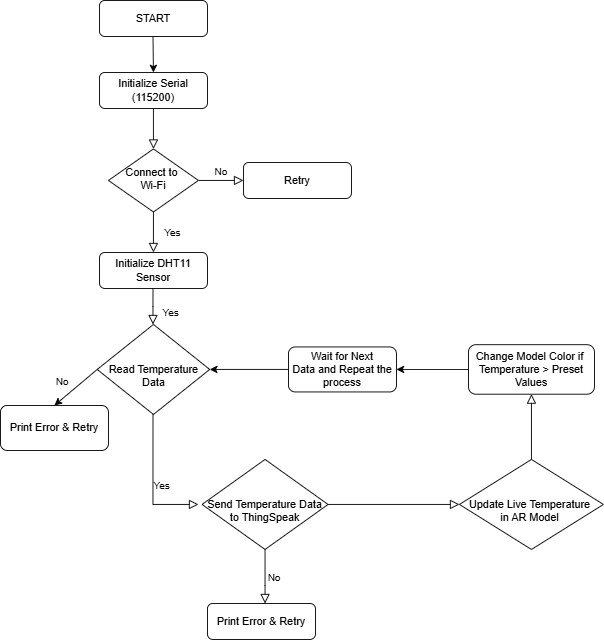 START
Initialize Serial
(115200)
Connect to
Wi-Fi
No
Retry
Yes
Initialize DHT11
Sensor
Yes
Read Temperature
Data
Wait for Next
Data and Repeat the
process
Change Model Color if
Temperature > Preset
Values
No
Print Error & Retry
Yes
Send Temperature Data
to ThingSpeak
Update Live Temperature
in AR Model
No
Print Error & Retry